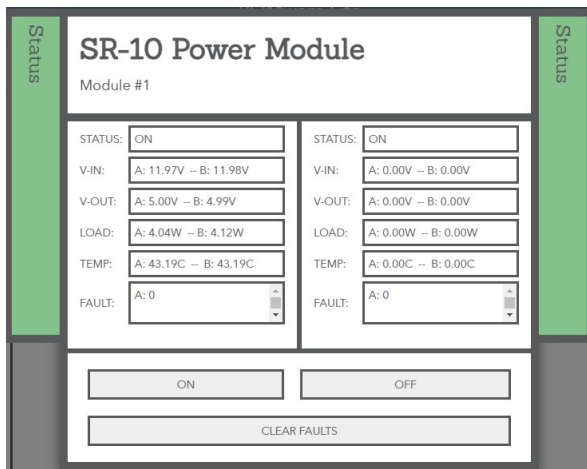 Status
SR-10 Power Module
Module #1
Status
STATUS: ON
V-IN: A: 11.97V -- B: 11.98V
V-OUT: A: 5.00V -- B: 4.99V
LOAD: A: 4.04W -- B: 4.12W
TEMP: A: 43.19C -- B: 43.19C
FAULT: A: 0
STATUS: ON
V-IN: A: 0.00V -- B: 0.00V
V-OUT: A: 0.00V -- B: 0.00V
LOAD: A: 0.00W -- B: 0.00W
TEMP: A: 0.00C -- B: 0.00C
FAULT: A: 0
ON
OFF
CLEAR FAULTS